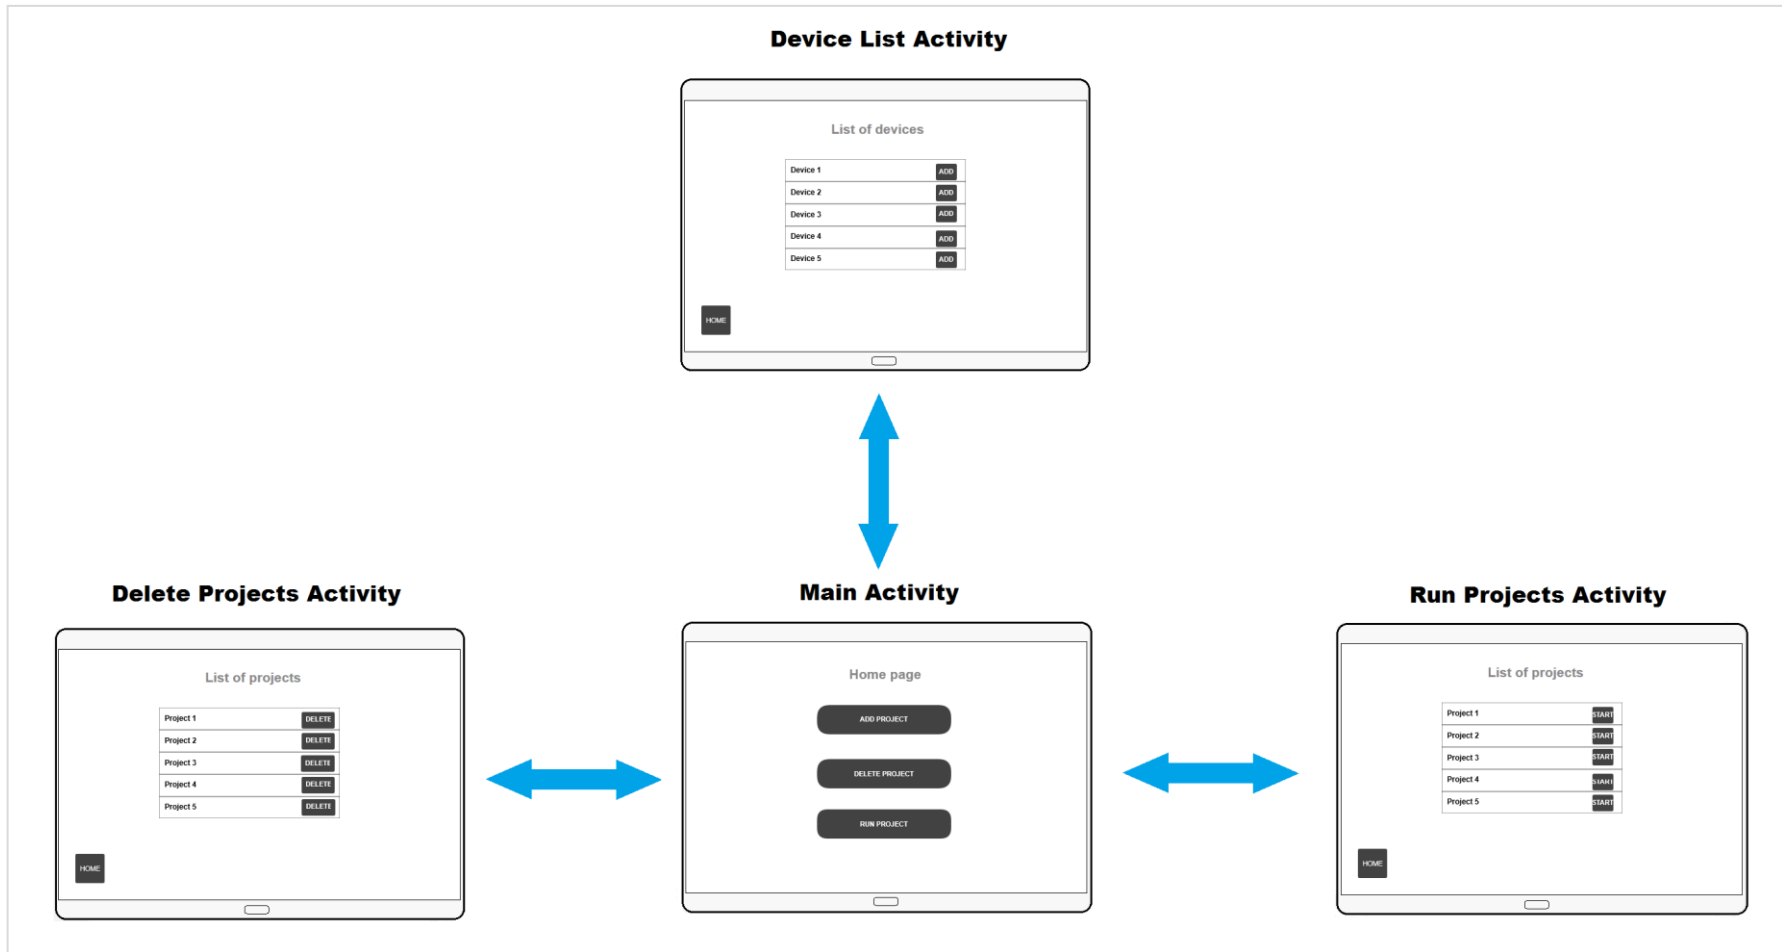 Device List Activity
List of devices
Device 1 ADD
Device 2 ADD
Device 3 ADD
Device 4 ADD
Device 5 ADD
HOME
Delete Projects Activity
List of projects
Project 1 DELETE
Project 2 DELETE
Project 3 DELETE
Project 4 DELETE
Project 5 DELETE
HOME
Main Activity
Home page
ADD PROJECT
DELETE PROJECT
RUN PROJECT
Run Projects Activity
List of projects
Project 1 START
Project 2 START
Project 3 START
Project 4 START
Project 5 START
HOME